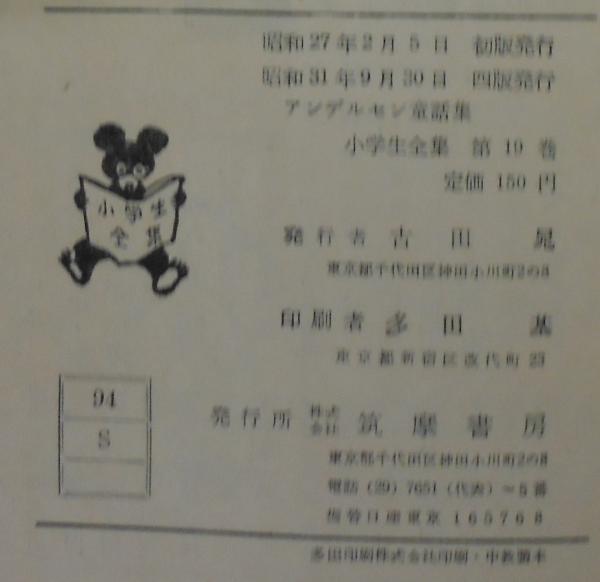 昭和27年2月5日 初版発行
昭和31年9月30日 四版発行
アンデルセン童話集
小学生全集 第19巻
定価 150円
小学生
全集
発行者 古田 晁
東京都千代田区神田小川町2の8
印刷者 多田 基
東京都新宿区改代町 23
94
S
発行所 株式会社 筑摩書房
東京都千代田区神田小川町2の8
電話 (29) 7651 (代表) 〜5番
振替口座東京 165768
多田印刷株式会社印刷・中教製本